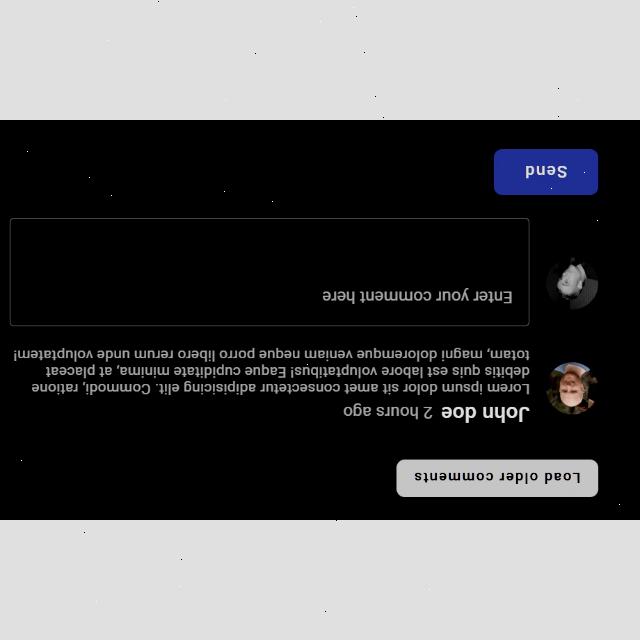 Load older comments
John doe 2 hours ago
Lorem ipsum dolor sit amet consectetur adipisicing elit. Commodi, ratione
debitis quis est labore voluptatibus! Eaque cupiditate minima, at placeat
totam, magni doloremque veniam neque porro libero rerum unde voluptatem!
Enter your comment here
Send